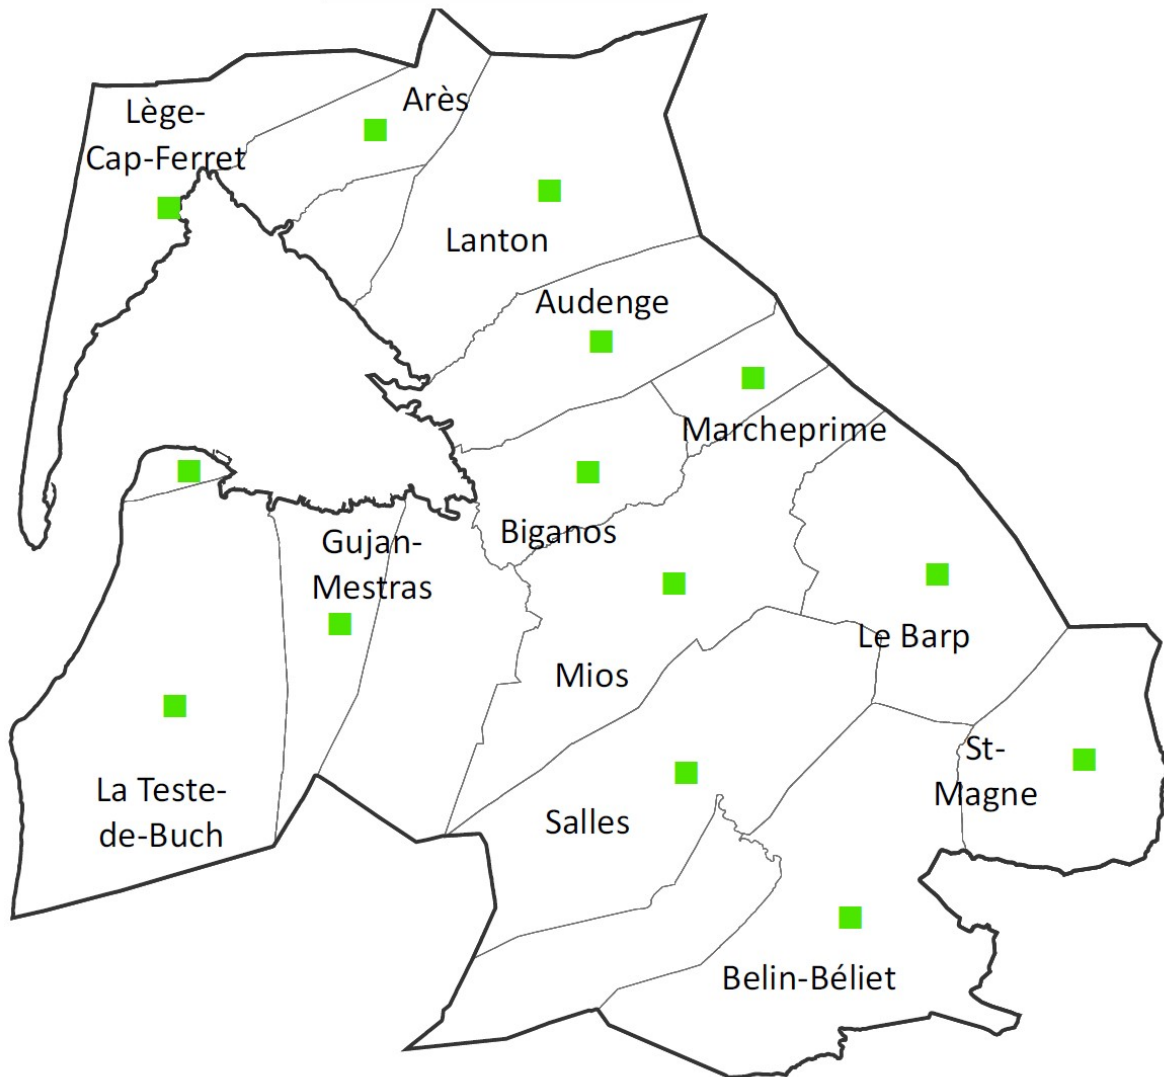 Arès
Lège-
Cap-Ferret
Lanton
Audenge
Marcheprime
Biganos
Gujan-
Mestras
Le Barp
Mios
St-
Magne
La Teste-
de-Buch
Salles
Belin-Béliet